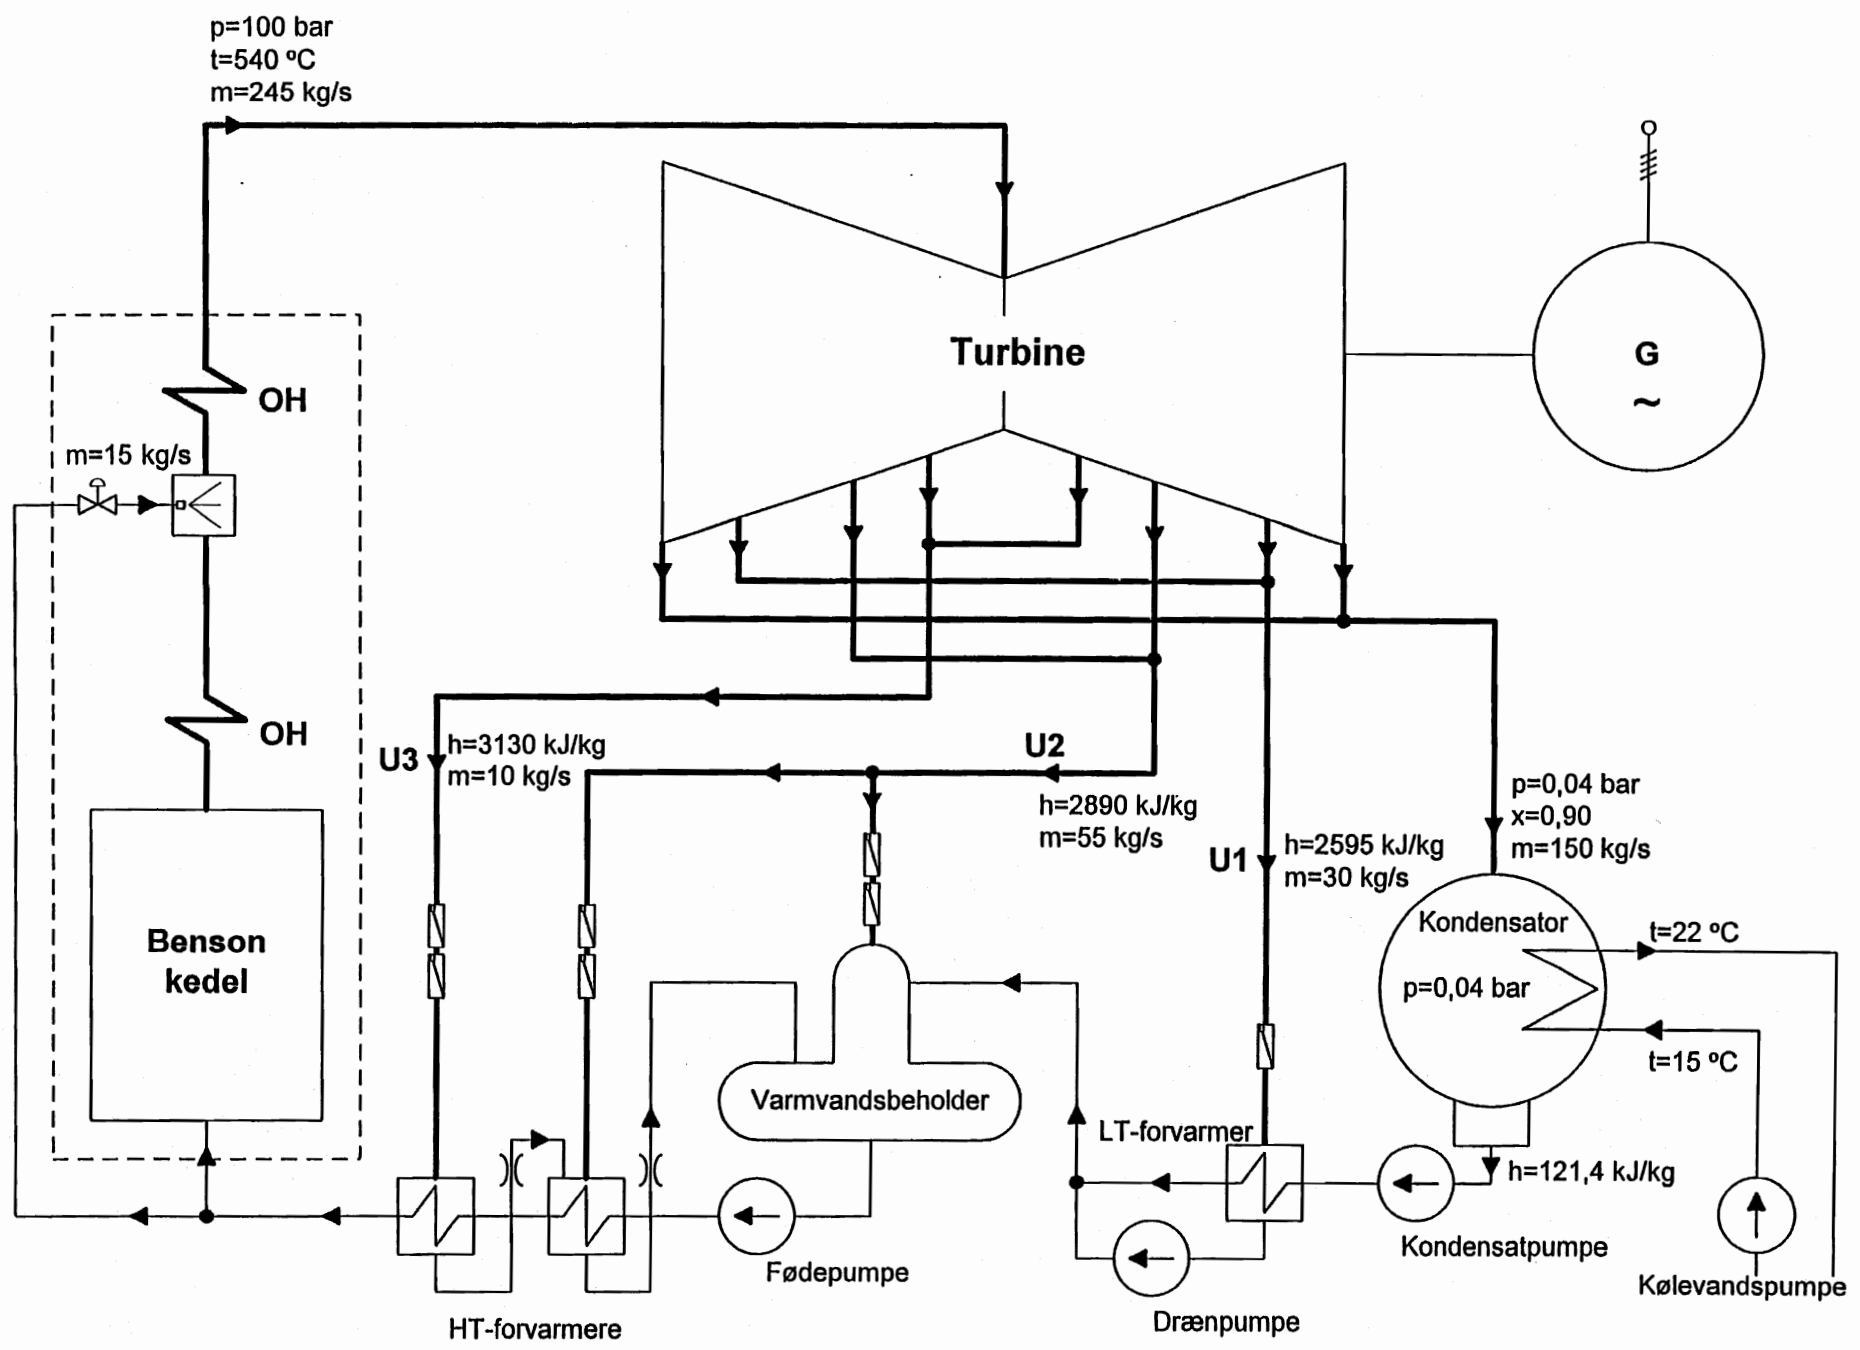 p=100 bar
t=540 ºC
m=245 kg/s
Turbine
G
~
OH
m=15 kg/s
OH
U3
h=3130 kJ/kg
m=10 kg/s
U2
h=2890 kJ/kg
m=55 kg/s
U1
h=2595 kJ/kg
m=30 kg/s
p=0,04 bar
x=0,90
m=150 kg/s
Benson
kedel
Kondensator
p=0,04 bar
t=22 ºC
t=15 ºC
Varmvandsbeholder
LT-forvarmer
h=121,4 kJ/kg
Fødepumpe
Kondensatpumpe
Kølevandspumpe
HT-forvarmere
Drænpumpe